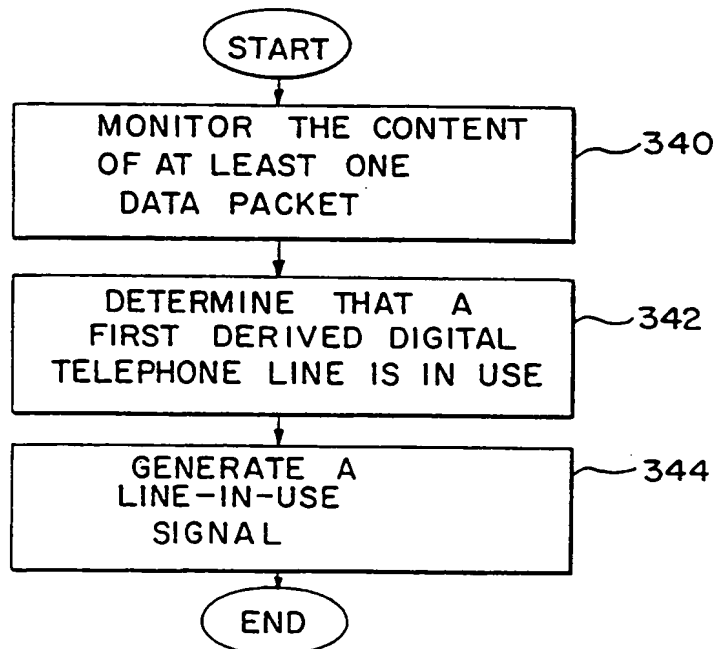 START
MONITOR THE CONTENT
OF AT LEAST ONE
DATA PACKET
340
DETERMINE THAT A
FIRST DERIVED DIGITAL
TELEPHONE LINE IS IN USE
342
GENERATE A
LINE-IN-USE
SIGNAL
344
END